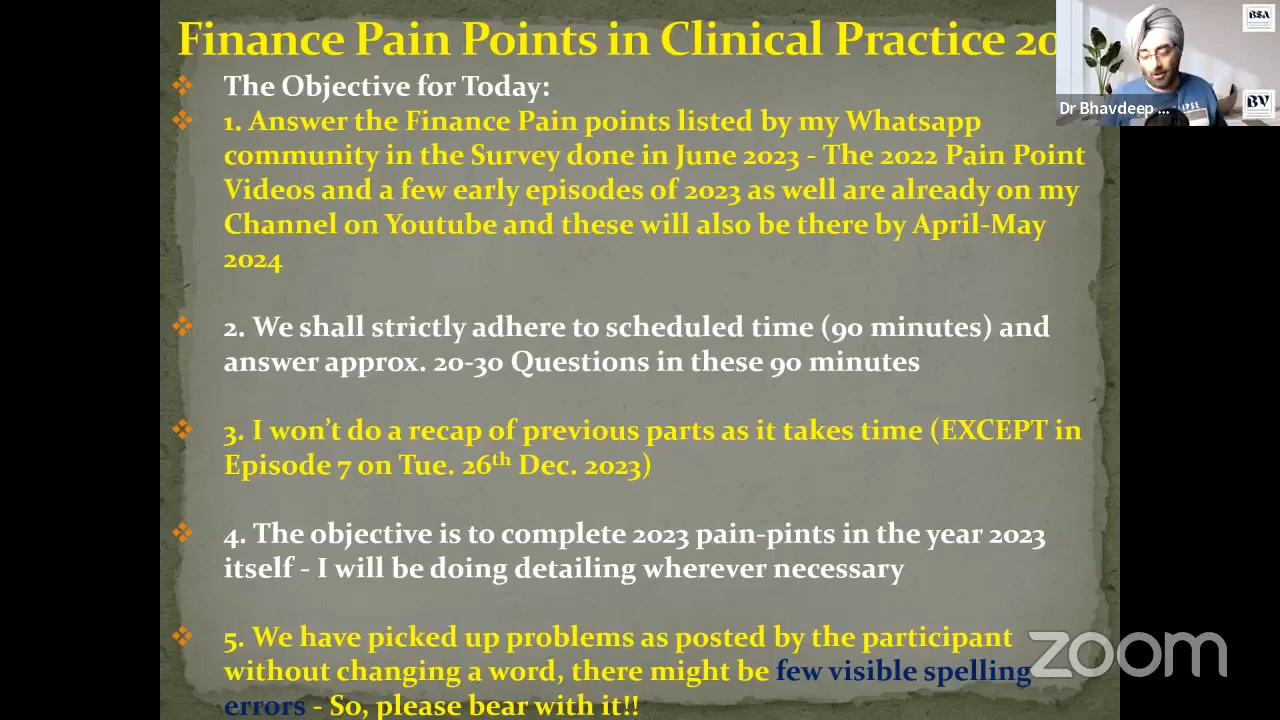 Finance Pain Points in Clinical Practice 20
The Objective for Today:
1. Answer the Finance Pain points listed by my Whatsapp
community in the Survey done in June 2023 - The 2022 Pain Point
Videos and a few early episodes of 2023 as well are already on my
Channel on Youtube and these will also be there by April-May
2024
2. We shall strictly adhere to scheduled time (90 minutes) and
answer approx. 20-30 Questions in these 90 minutes
3. I won't do a recap of previous parts as it takes time (EXCEPT in
Episode 7 on Tue. 26th Dec. 2023)
4. The objective is to complete 2023 pain-pints in the year 2023
itself - I will be doing detailing wherever necessary
5. We have picked up problems as posted by the participant
without changing a word, there might be few visible spelling
errors - So, please bear with it!!
BSA
BV
Dr Bhavdeep ...
zoom